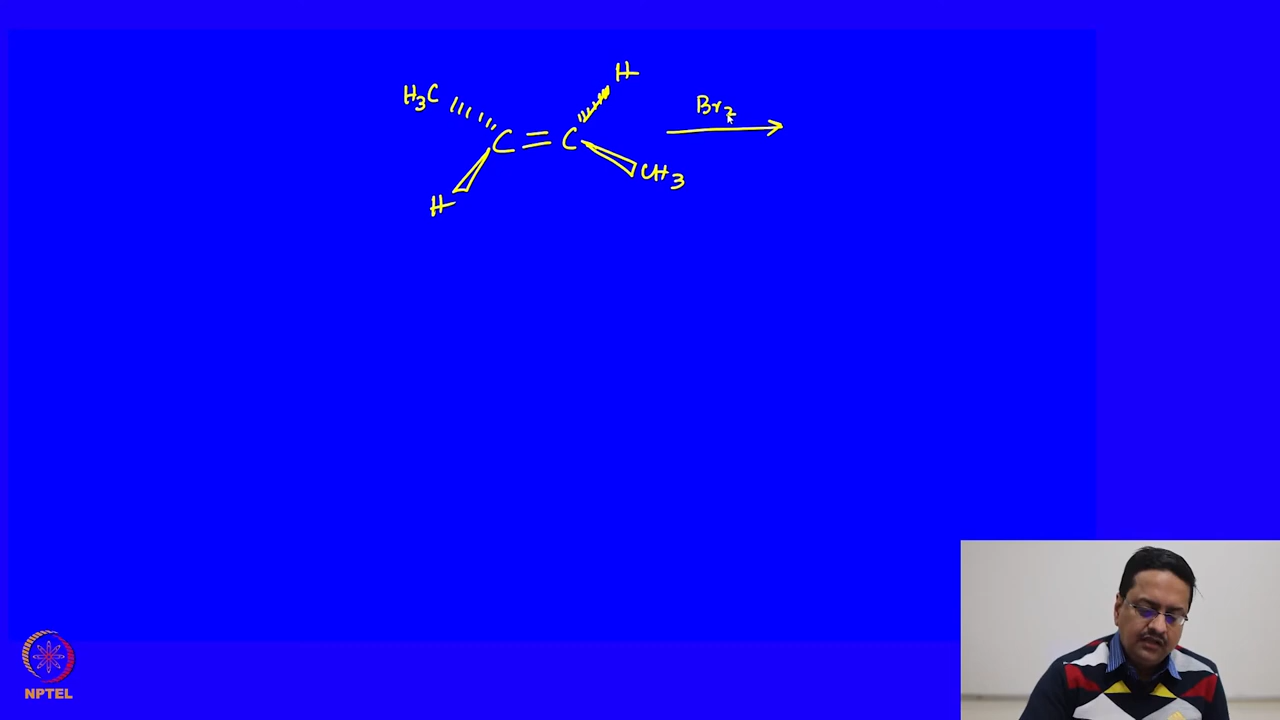 H
H₃C
Br₂
C = C
CH₃
H
NPTEL